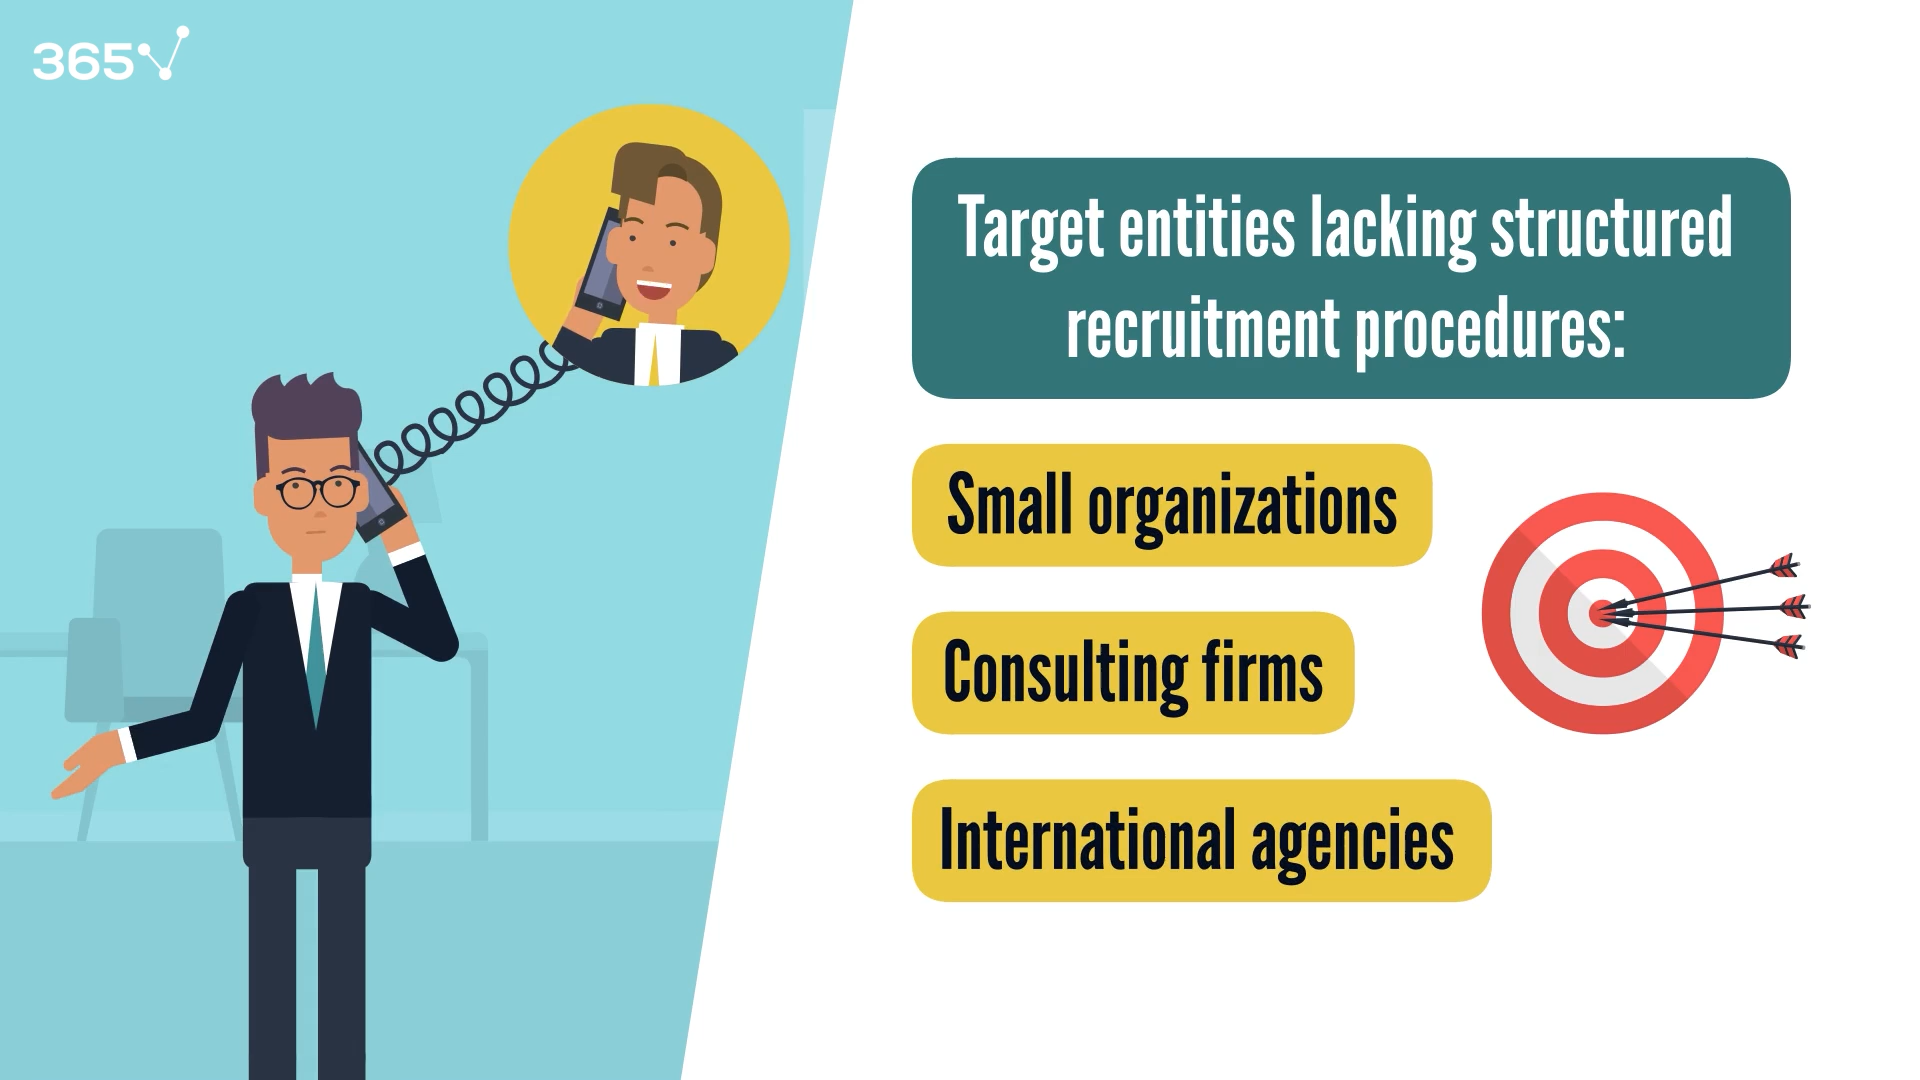 365
Target entities lacking structured
recruitment procedures:
Small organizations
Consulting firms
International agencies